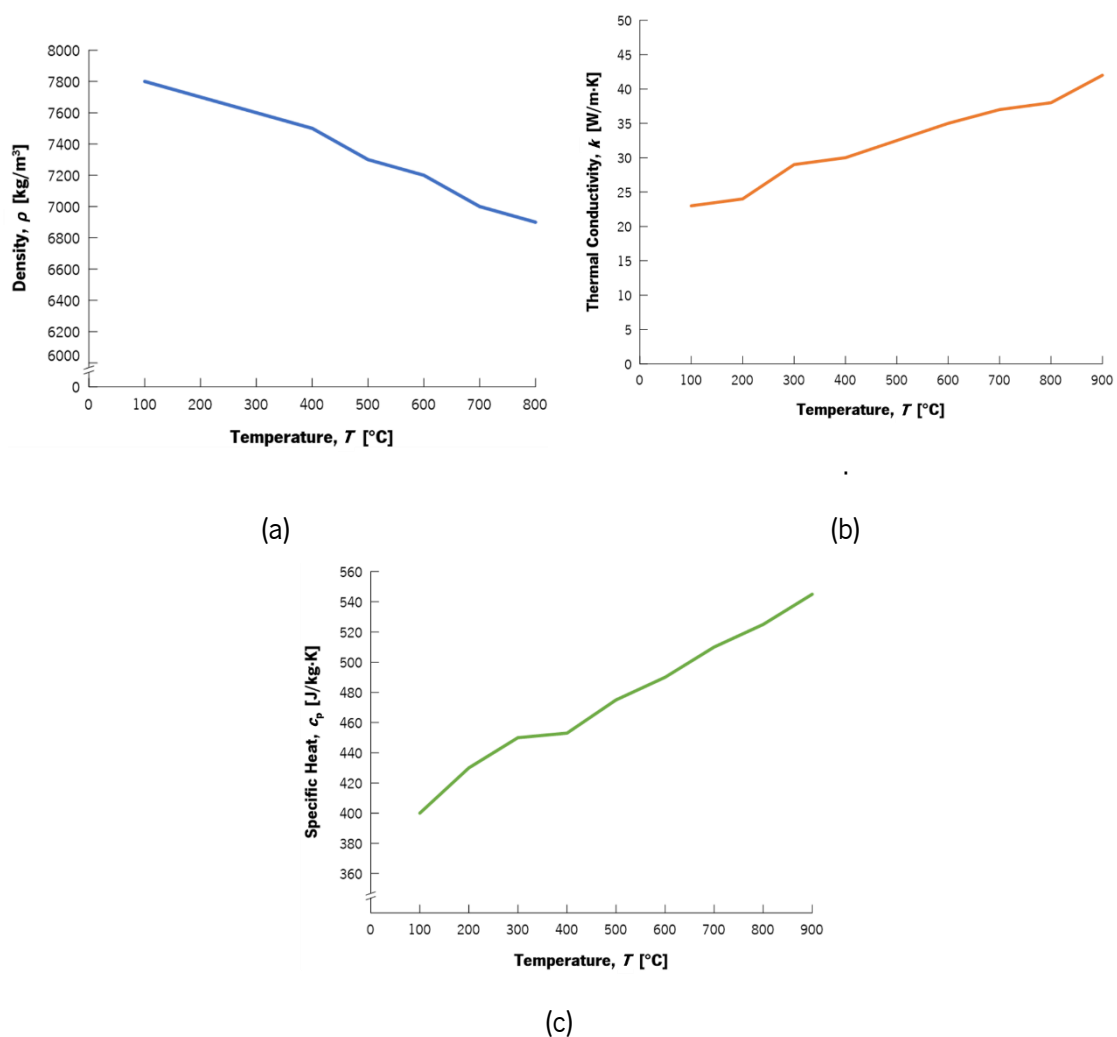 8000
7800
7600
7400
7200
7000
6800
6600
6400
6200
6000
0
Density, ρ [kg/m³]
0 100 200 300 400 500 600 700 800
Temperature, T [°C]
(a)
50
45
40
35
30
25
20
15
10
5
0
Thermal Conductivity, k [W/m·K]
0 100 200 300 400 500 600 700 800 900
Temperature, T [°C]
.
(b)
560
540
520
500
480
460
440
420
400
380
360
Specific Heat, cₚ [J/kg·K]
0 100 200 300 400 500 600 700 800 900
Temperature, T [°C]
(c)